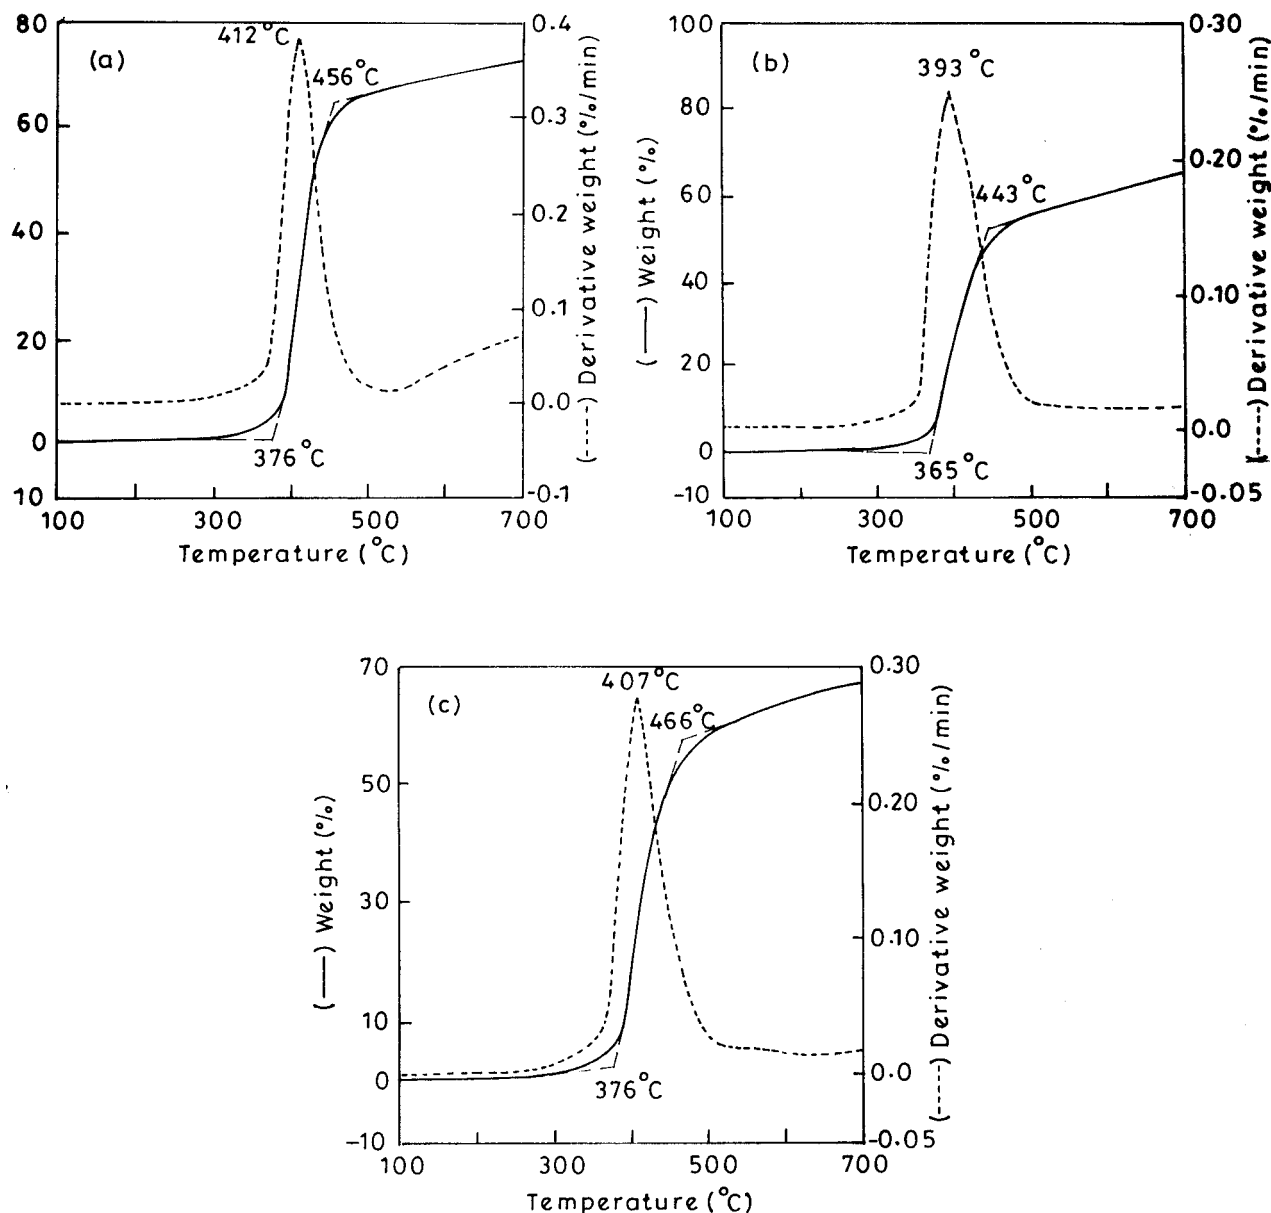 (a)
80
60
40
20
0
10
100
300
500
700
Temperature (°C)
0.4
0.3
0.2
0.1
0.0
-0.1
(----) Derivative weight (%/min)
412°C
456°C
376°C
(b)
100
80
60
40
20
0
-10
(——) Weight (%)
100
300
500
700
Temperature (°C)
0.30
0.20
0.10
0.0
-0.05
(-----) Derivative weight (%/min)
393°C
443°C
365°C
(c)
70
50
30
10
0
-10
(——) Weight (%)
100
300
500
700
Temperature (°C)
0.30
0.20
0.10
0.0
-0.05
(----) Derivative weight (%/min)
407°C
466°C
376°C